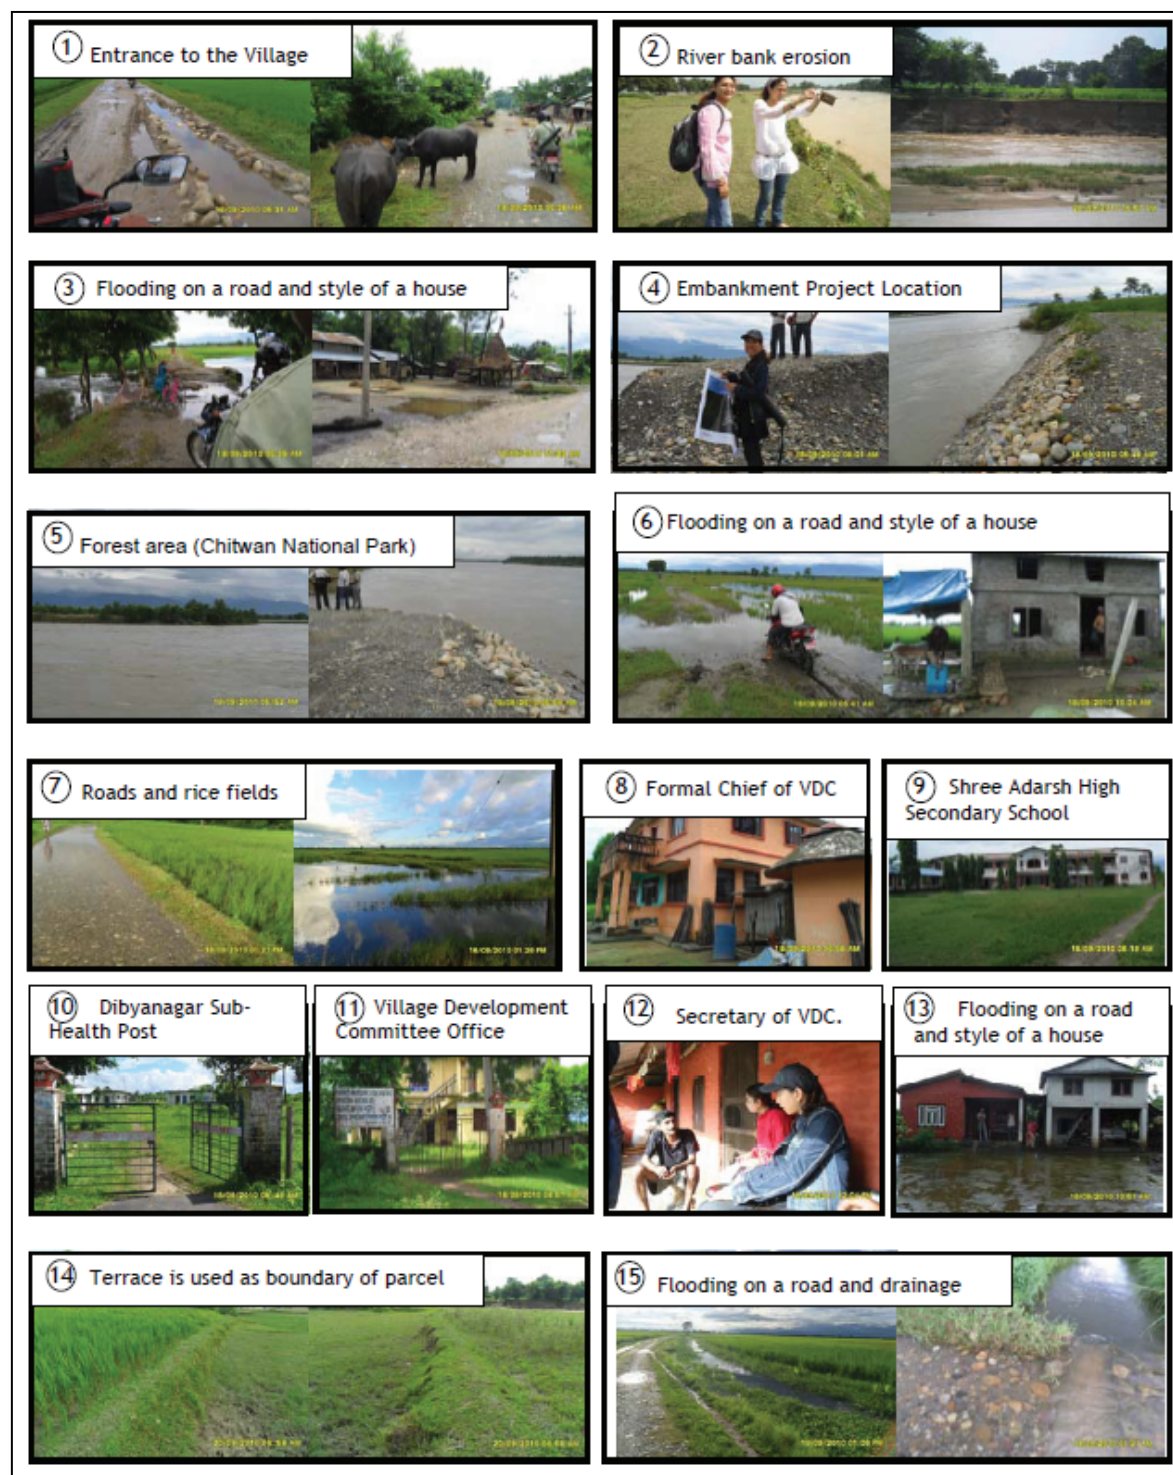 1 Entrance to the Village
2 River bank erosion
3 Flooding on a road and style of a house
4 Embankment Project Location
5 Forest area (Chitwan National Park)
6 Flooding on a road and style of a house
7 Roads and rice fields
8 Formal Chief of VDC
9 Shree Adarsh High
Secondary School
10 Dibyanagar Sub-
Health Post
11 Village Development
Committee Office
12 Secretary of VDC.
13 Flooding on a road
and style of a house
14 Terrace is used as boundary of parcel
15 Flooding on a road and drainage